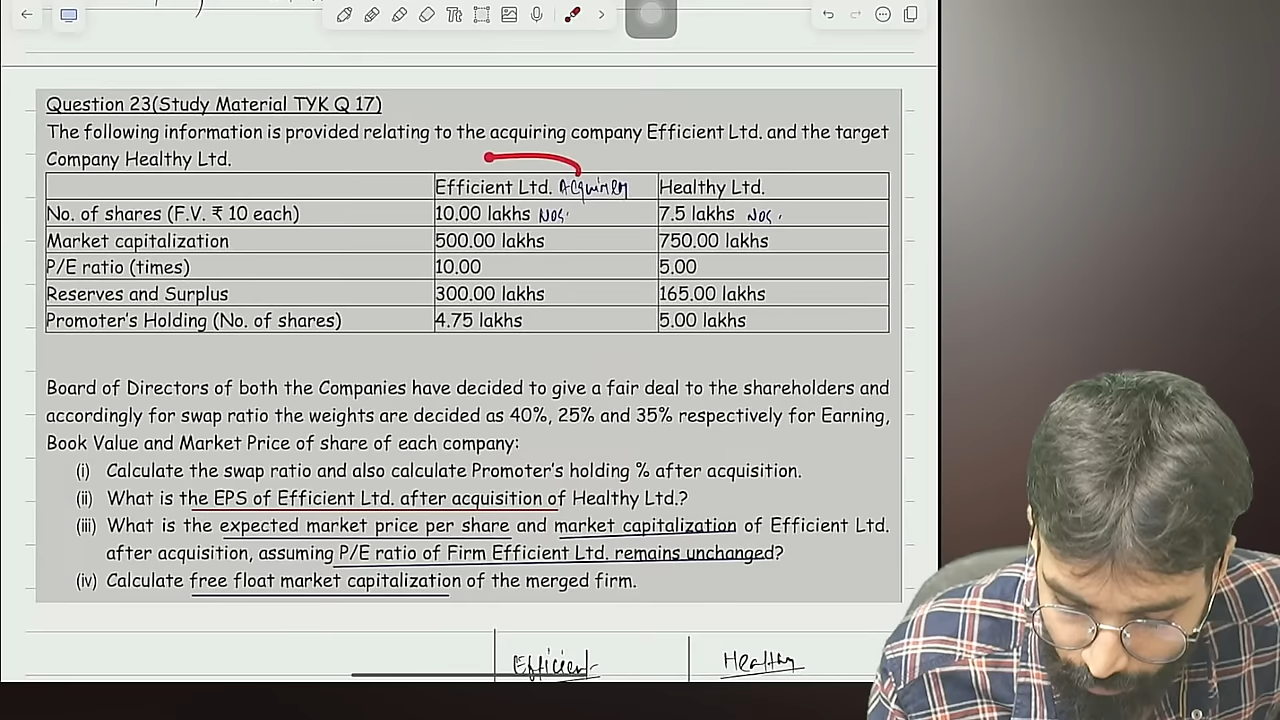 Tt
Question 23(Study Material TYK Q 17)
The following information is provided relating to the acquiring company Efficient Ltd. and the target
Company Healthy Ltd.
Efficient Ltd. Acquirer Healthy Ltd.
No. of shares (F.V. ₹ 10 each) 10.00 lakhs Nos. 7.5 lakhs Nos.
Market capitalization 500.00 lakhs 750.00 lakhs
P/E ratio (times) 10.00 5.00
Reserves and Surplus 300.00 lakhs 165.00 lakhs
Promoter's Holding (No. of shares) 4.75 lakhs 5.00 lakhs
Board of Directors of both the Companies have decided to give a fair deal to the shareholders and
accordingly for swap ratio the weights are decided as 40%, 25% and 35% respectively for Earning,
Book Value and Market Price of share of each company:
(i) Calculate the swap ratio and also calculate Promoter's holding % after acquisition.
(ii) What is the EPS of Efficient Ltd. after acquisition of Healthy Ltd.?
(iii) What is the expected market price per share and market capitalization of Efficient Ltd.
after acquisition, assuming P/E ratio of Firm Efficient Ltd. remains unchanged?
(iv) Calculate free float market capitalization of the merged firm.
Efficient Healthy